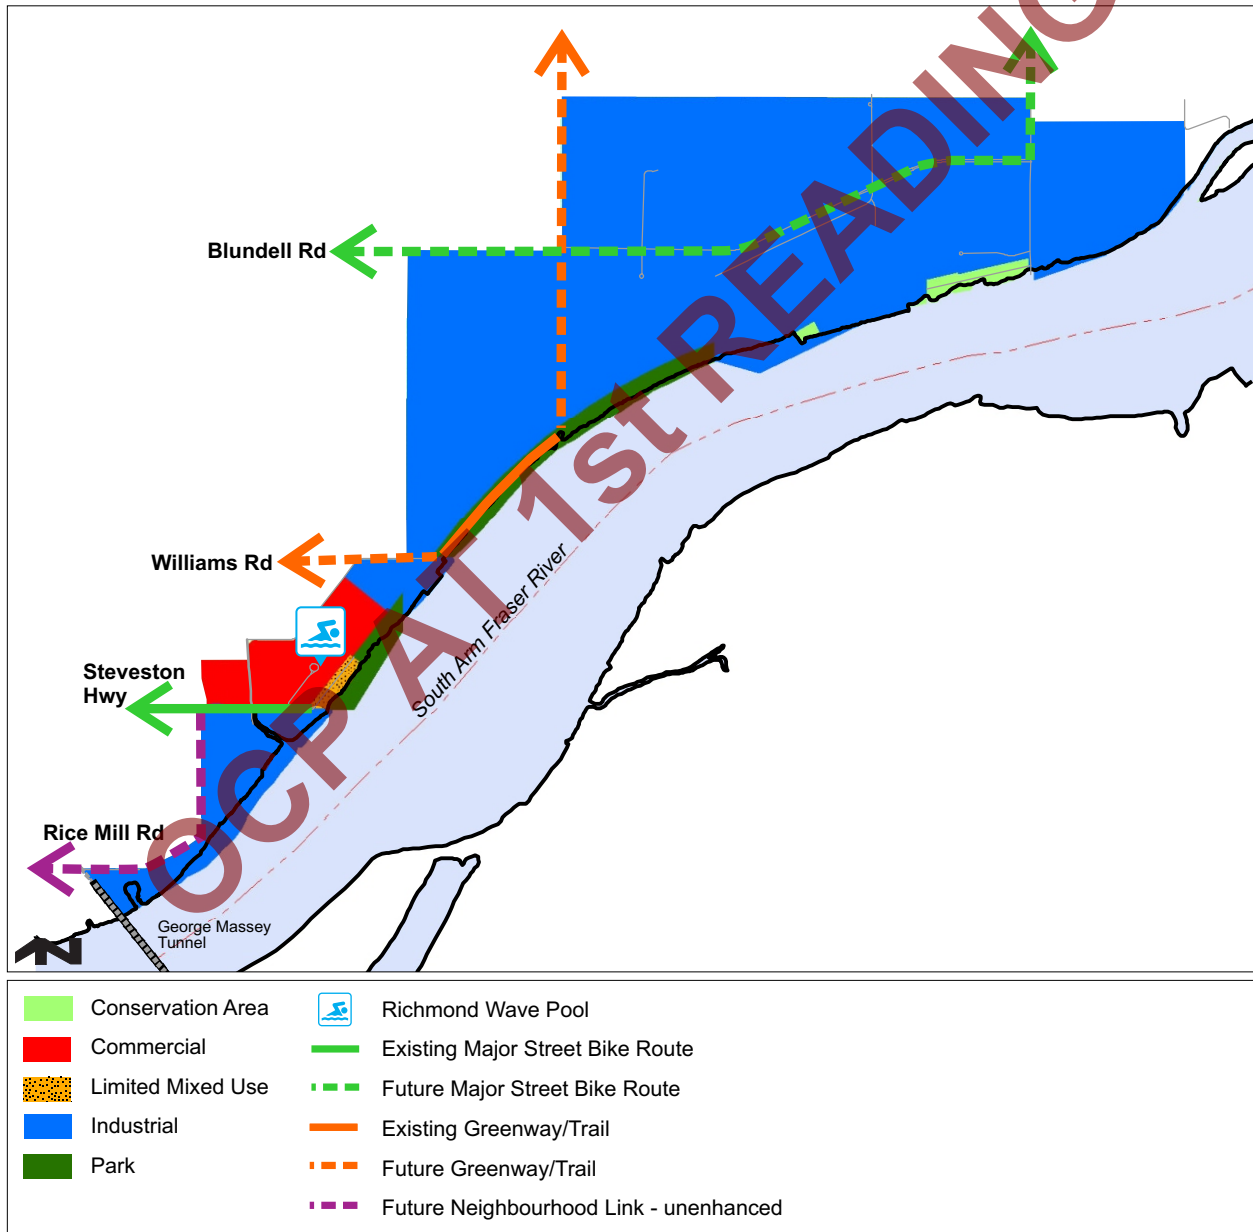 OCP AT 1st READING
Blundell Rd
Williams Rd
Steveston
Hwy
South Arm Fraser River
Rice Mill Rd
George Massey
Tunnel
N
Conservation Area
Commercial
Limited Mixed Use
Industrial
Park
Richmond Wave Pool
Existing Major Street Bike Route
Future Major Street Bike Route
Existing Greenway/Trail
Future Greenway/Trail
Future Neighbourhood Link - unenhanced